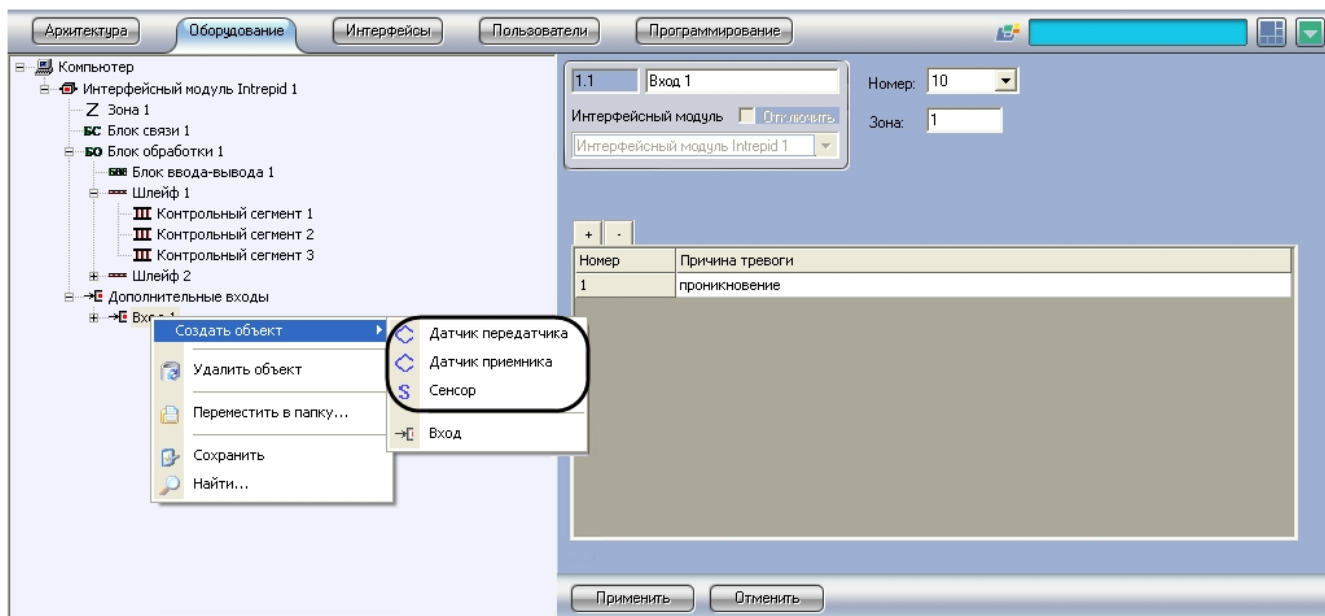 Архитектура Оборудование Интерфейсы Пользователи Программирование
Компьютер
Интерфейсный модуль Intrepid 1
Z Зона 1
БС Блок связи 1
БО Блок обработки 1
БВВ Блок ввода-вывода 1
Шлейф 1
Контрольный сегмент 1
Контрольный сегмент 2
Контрольный сегмент 3
Шлейф 2
Дополнительные входы
Создать объект
Удалить объект
Переместить в папку...
Сохранить
Найти...
Датчик передатчика
Датчик приемника
S Сенсор
Вход
1.1 Вход 1
Интерфейсный модуль Отключить
Интерфейсный модуль Intrepid 1
Номер: 10
Зона: 1
+ -
Номер Причина тревоги
1 проникновение
Применить Отменить